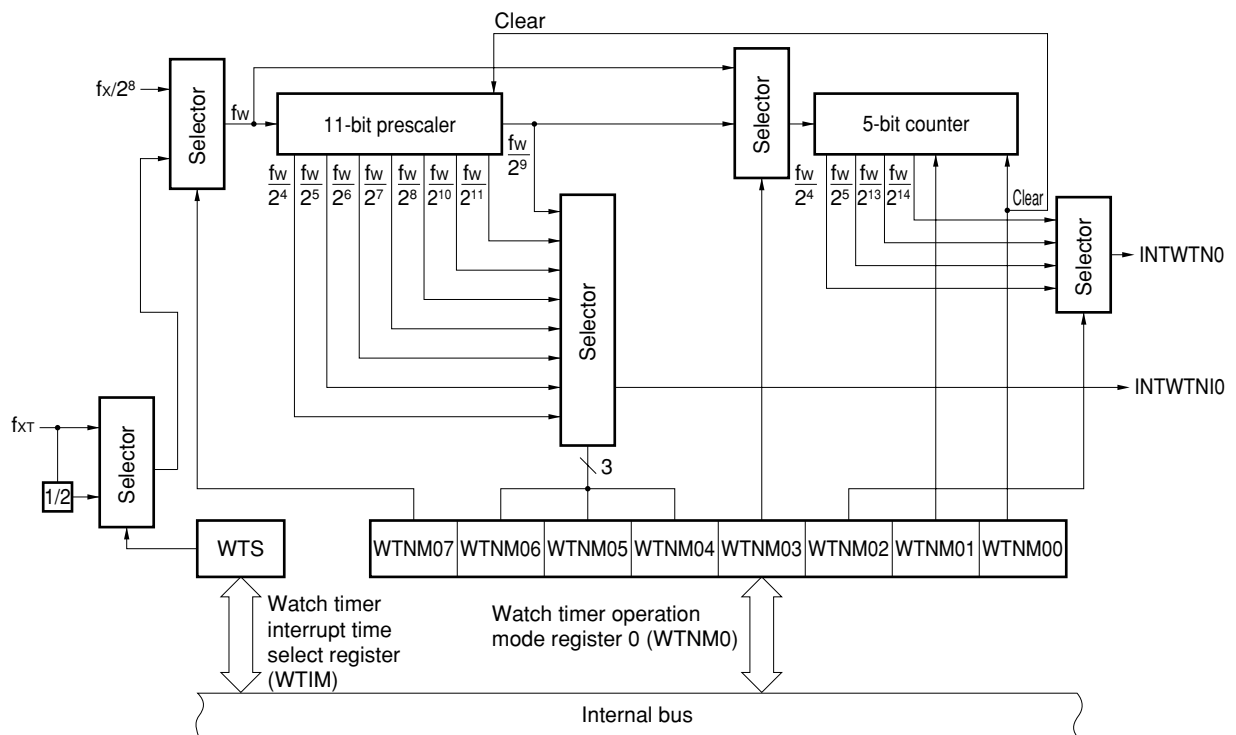 Clear
fX/2⁸
Selector
fW
11-bit prescaler
Selector
5-bit counter
fW/2⁴
fW/2⁵
fW/2⁶
fW/2⁷
fW/2⁸
fW/2¹⁰
fW/2¹¹
fW/2⁹
fW/2⁴
fW/2⁵
fW/2¹³
fW/2¹⁴
Clear
Selector
Selector
INTWTN0
INTWTNI0
fXT
1/2
Selector
3
WTS
WTNM07
WTNM06
WTNM05
WTNM04
WTNM03
WTNM02
WTNM01
WTNM00
Watch timer
interrupt time
select register
(WTIM)
Watch timer operation
mode register 0 (WTNM0)
Internal bus